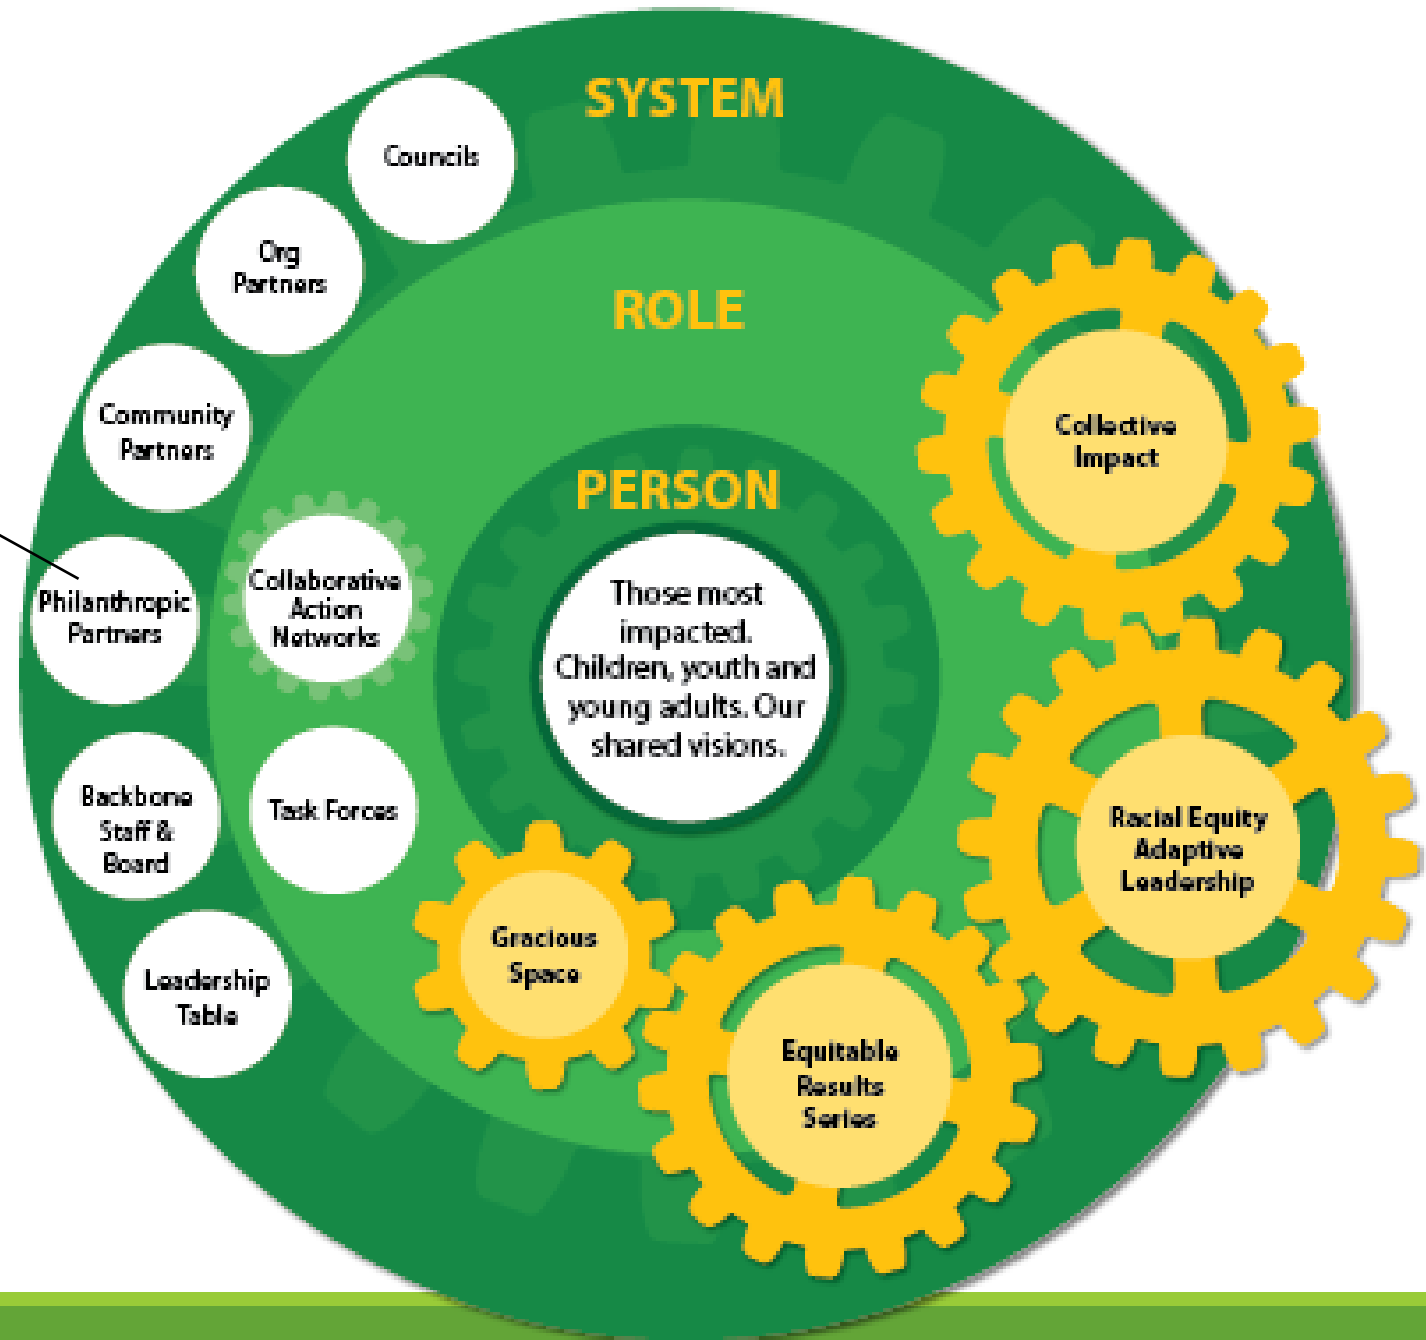 SYSTEM
Councils
Org
Partners
ROLE
Community
Partners
Collective
Impact
PERSON
Philanthropic
Partners
Collaborative
Action
Networks
Those most
impacted.
Children, youth and
young adults. Our
shared visions.
Backbone
Staff &
Board
Task Forces
Racial Equity
Adaptive
Leadership
Leadership
Table
Gracious
Space
Equitable
Results
Series